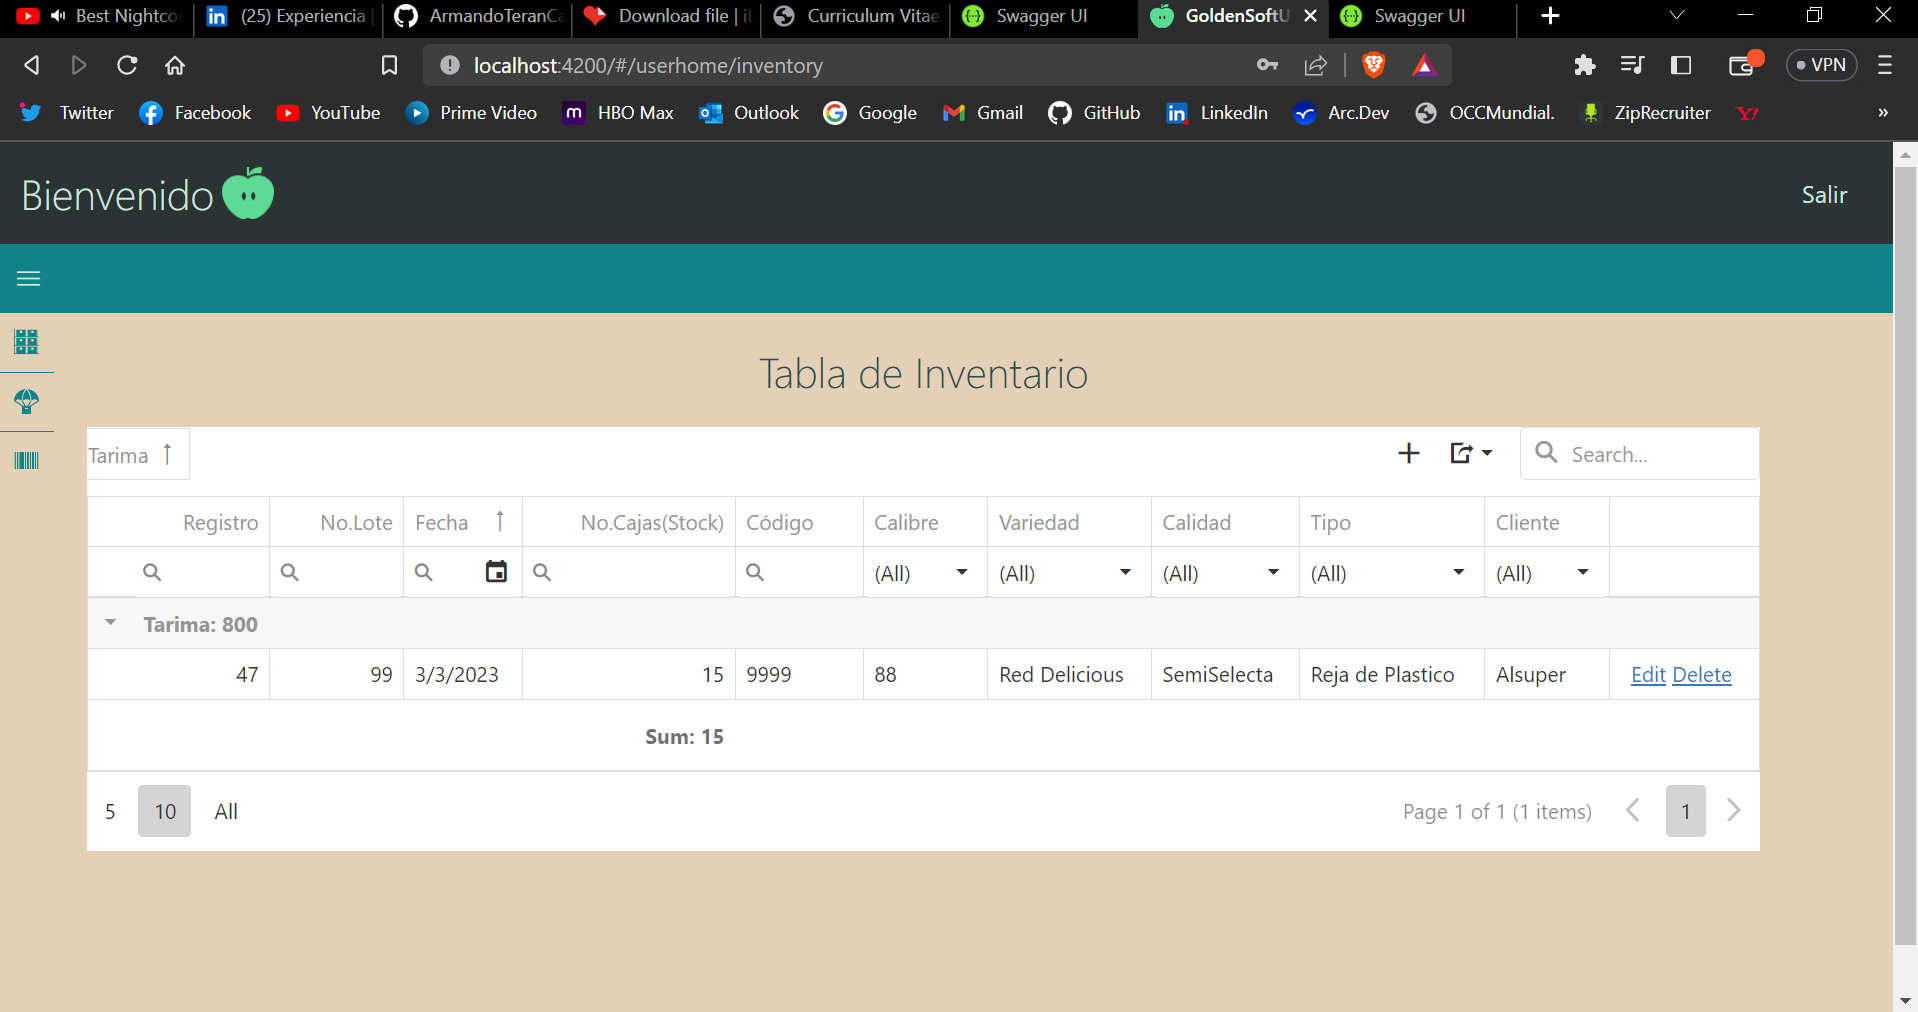 Best Nightco
(25) Experiencia
ArmandoTeranCa
Download file | iL
Curriculum Vitae.
Swagger UI
GoldenSoftU
Swagger UI
localhost:4200/#/userhome/inventory
VPN
Twitter Facebook YouTube Prime Video HBO Max Outlook Google Gmail GitHub LinkedIn Arc.Dev OCCMundial. ZipRecruiter »
Bienvenido
Salir
Tabla de Inventario
Tarima ↑
Search...
Registro No.Lote Fecha ↑ No.Cajas(Stock) Código Calibre Variedad Calidad Tipo Cliente
(All) (All) (All) (All) (All)
Tarima: 800
47 99 3/3/2023 15 9999 88 Red Delicious SemiSelecta Reja de Plastico Alsuper Edit Delete
Sum: 15
5 10 All Page 1 of 1 (1 items) 1